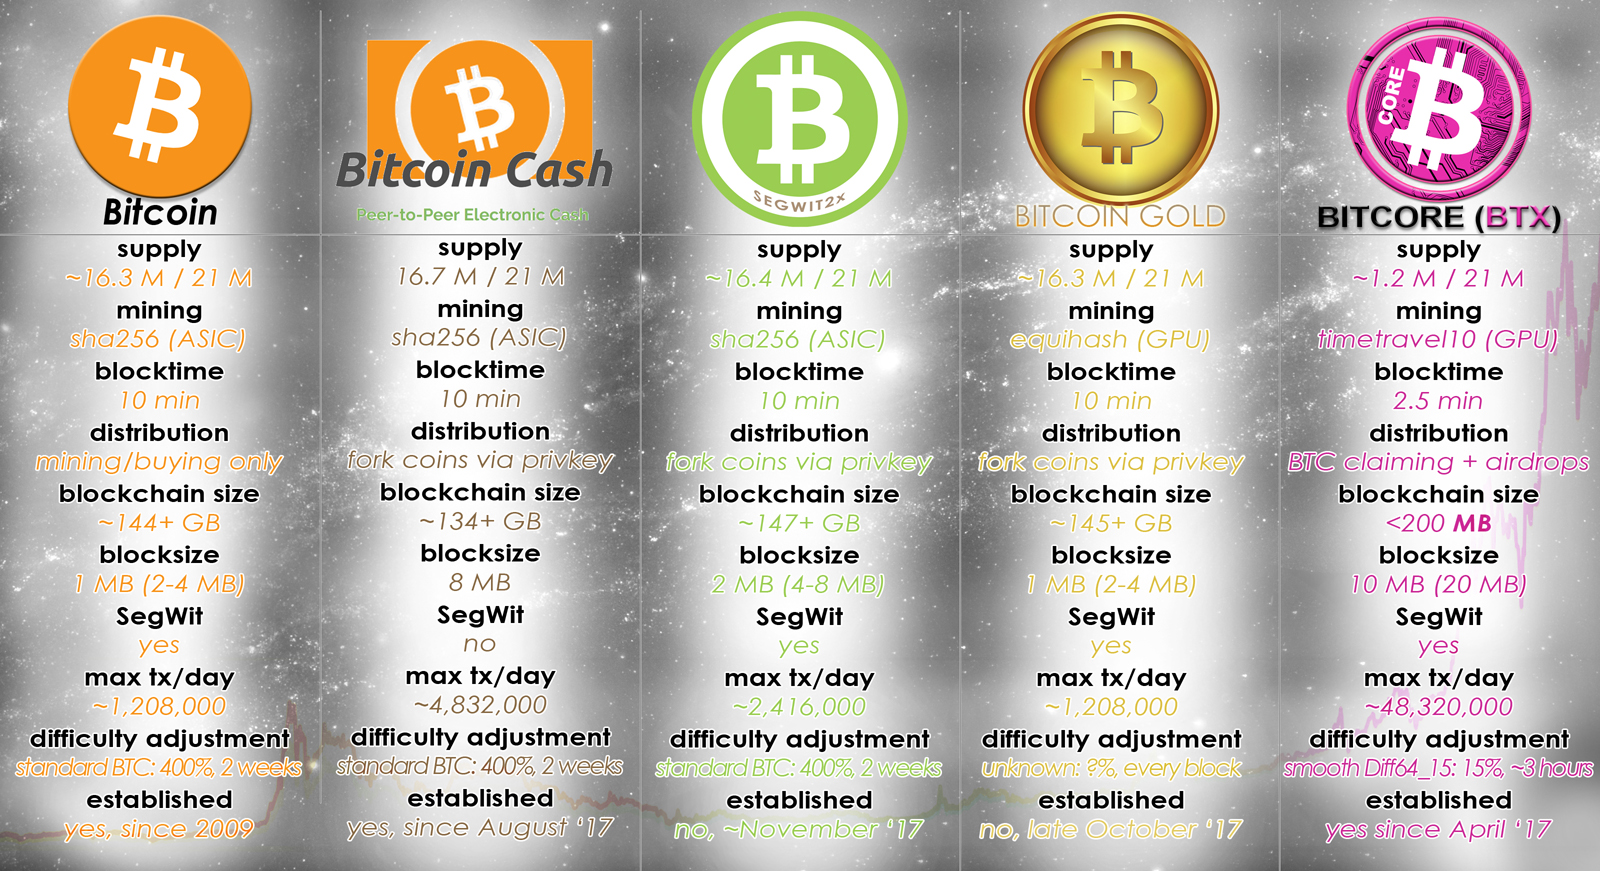 Bitcoin
supply
~16.3 M / 21 M
mining
sha256 (ASIC)
blocktime
10 min
distribution
mining/buying only
blockchain size
~144+ GB
blocksize
1 MB (2-4 MB)
SegWit
yes
max tx/day
~1,208,000
difficulty adjustment
standard BTC: 400%, 2 weeks
established
yes, since 2009
Bitcoin Cash
Peer-to-Peer Electronic Cash
supply
16.7 M / 21 M
mining
sha256 (ASIC)
blocktime
10 min
distribution
fork coins via privkey
blockchain size
~134+ GB
blocksize
8 MB
SegWit
no
max tx/day
~4,832,000
difficulty adjustment
standard BTC: 400%, 2 weeks
established
yes, since August ‘17
SEGWIT2X
supply
~16.4 M / 21 M
mining
sha256 (ASIC)
blocktime
10 min
distribution
fork coins via privkey
blockchain size
~147+ GB
blocksize
2 MB (4-8 MB)
SegWit
yes
max tx/day
~2,416,000
difficulty adjustment
standard BTC: 400%, 2 weeks
established
no, ~November ‘17
BITCOIN GOLD
supply
~16.3 M / 21 M
mining
equihash (GPU)
blocktime
10 min
distribution
fork coins via privkey
blockchain size
~145+ GB
blocksize
1 MB (2-4 MB)
SegWit
yes
max tx/day
~1,208,000
difficulty adjustment
unknown: ?%, every block
established
no, late October ‘17
CORE
BITCORE (BTX)
supply
~1.2 M / 21 M
mining
timetravel10 (GPU)
blocktime
2.5 min
distribution
BTC claiming + airdrops
blockchain size
<200 MB
blocksize
10 MB (20 MB)
SegWit
yes
max tx/day
~48,320,000
difficulty adjustment
smooth Diff64_15: 15%, ~3 hours
established
yes since April ‘17